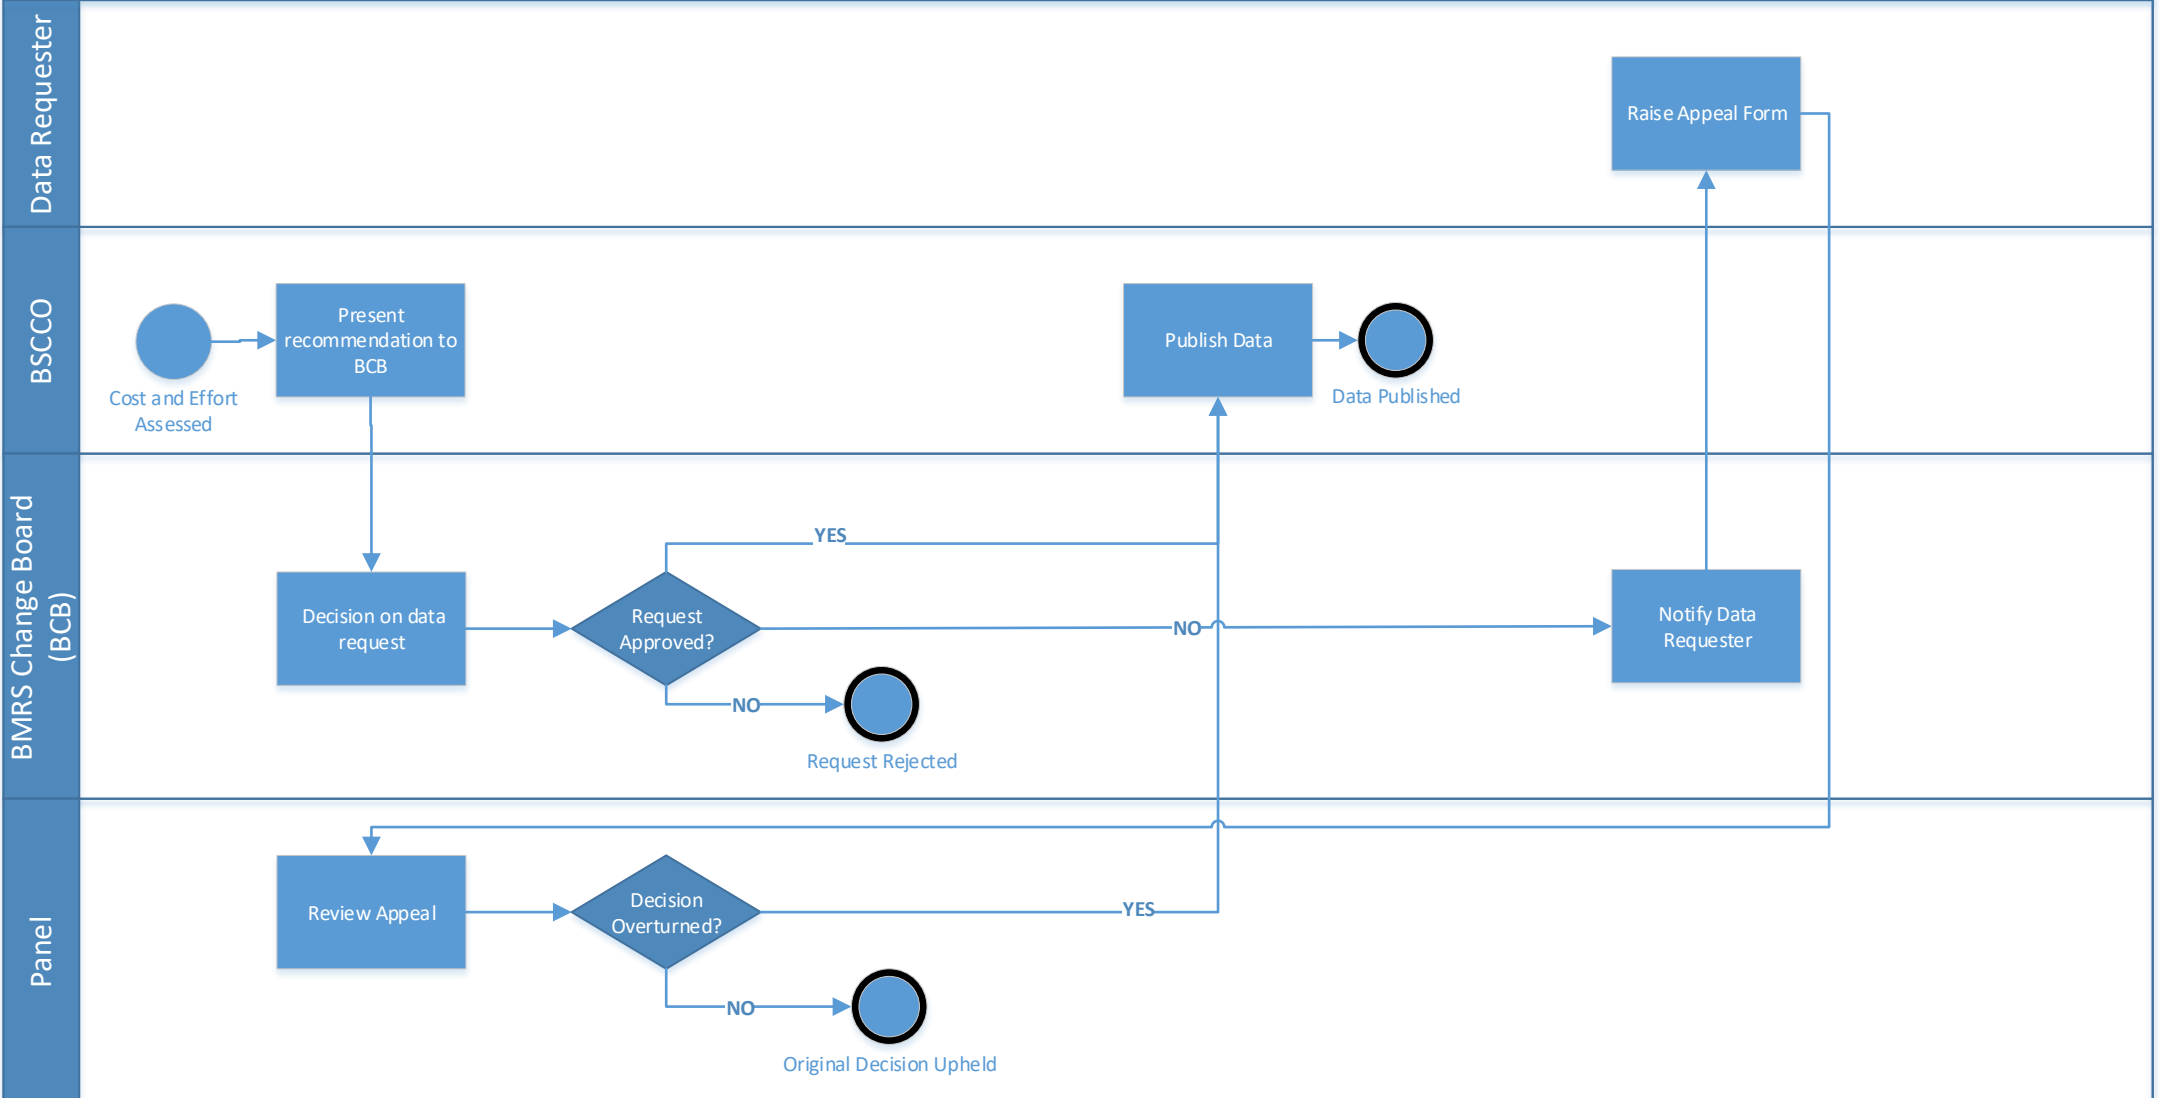 Data Requester
Raise Appeal Form
BSCCO
Present
recommendation to
BCB
Cost and Effort
Assessed
Publish Data
Data Published
BMRS Change Board
(BCB)
YES
Decision on data
request
Request
Approved?
NO
Notify Data
Requester
NO
Request Rejected
Panel
Review Appeal
Decision
Overturned?
YES
NO
Original Decision Upheld